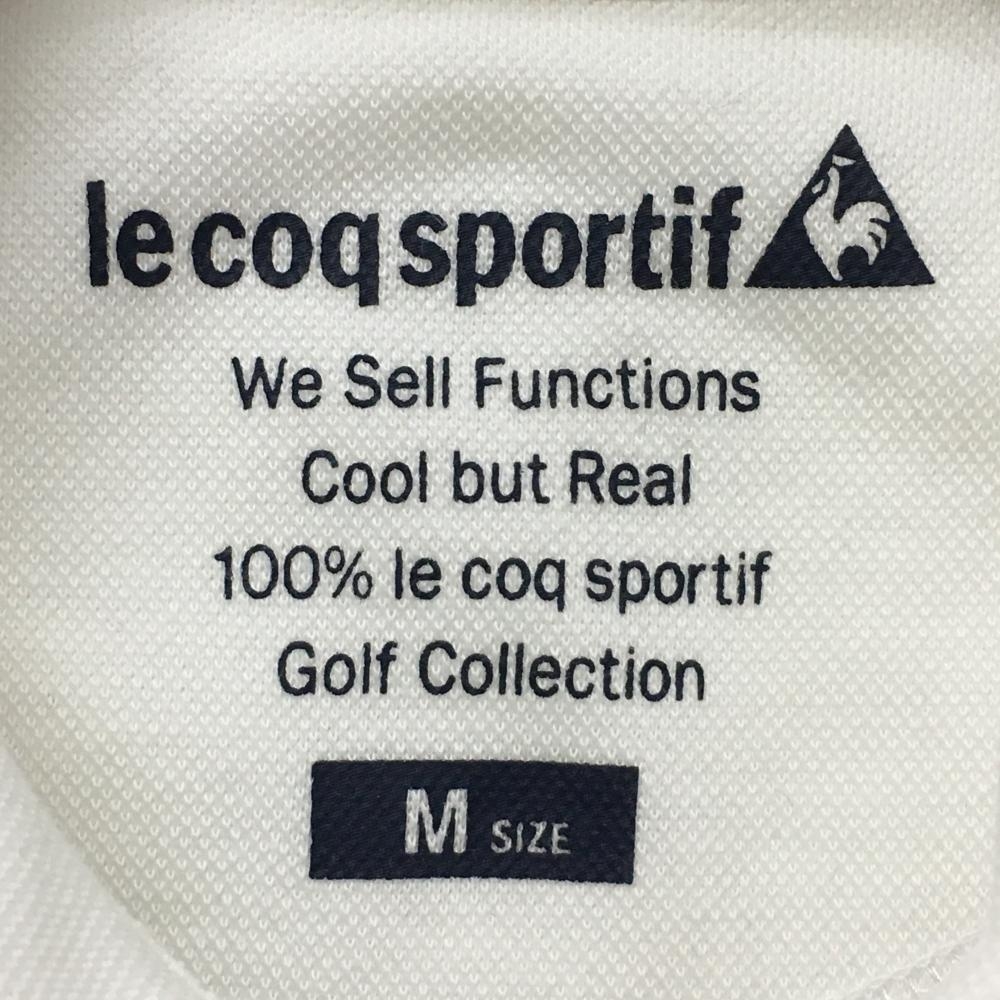 le coq sportif
We Sell Functions
Cool but Real
100% le coq sportif
Golf Collection
M SIZE